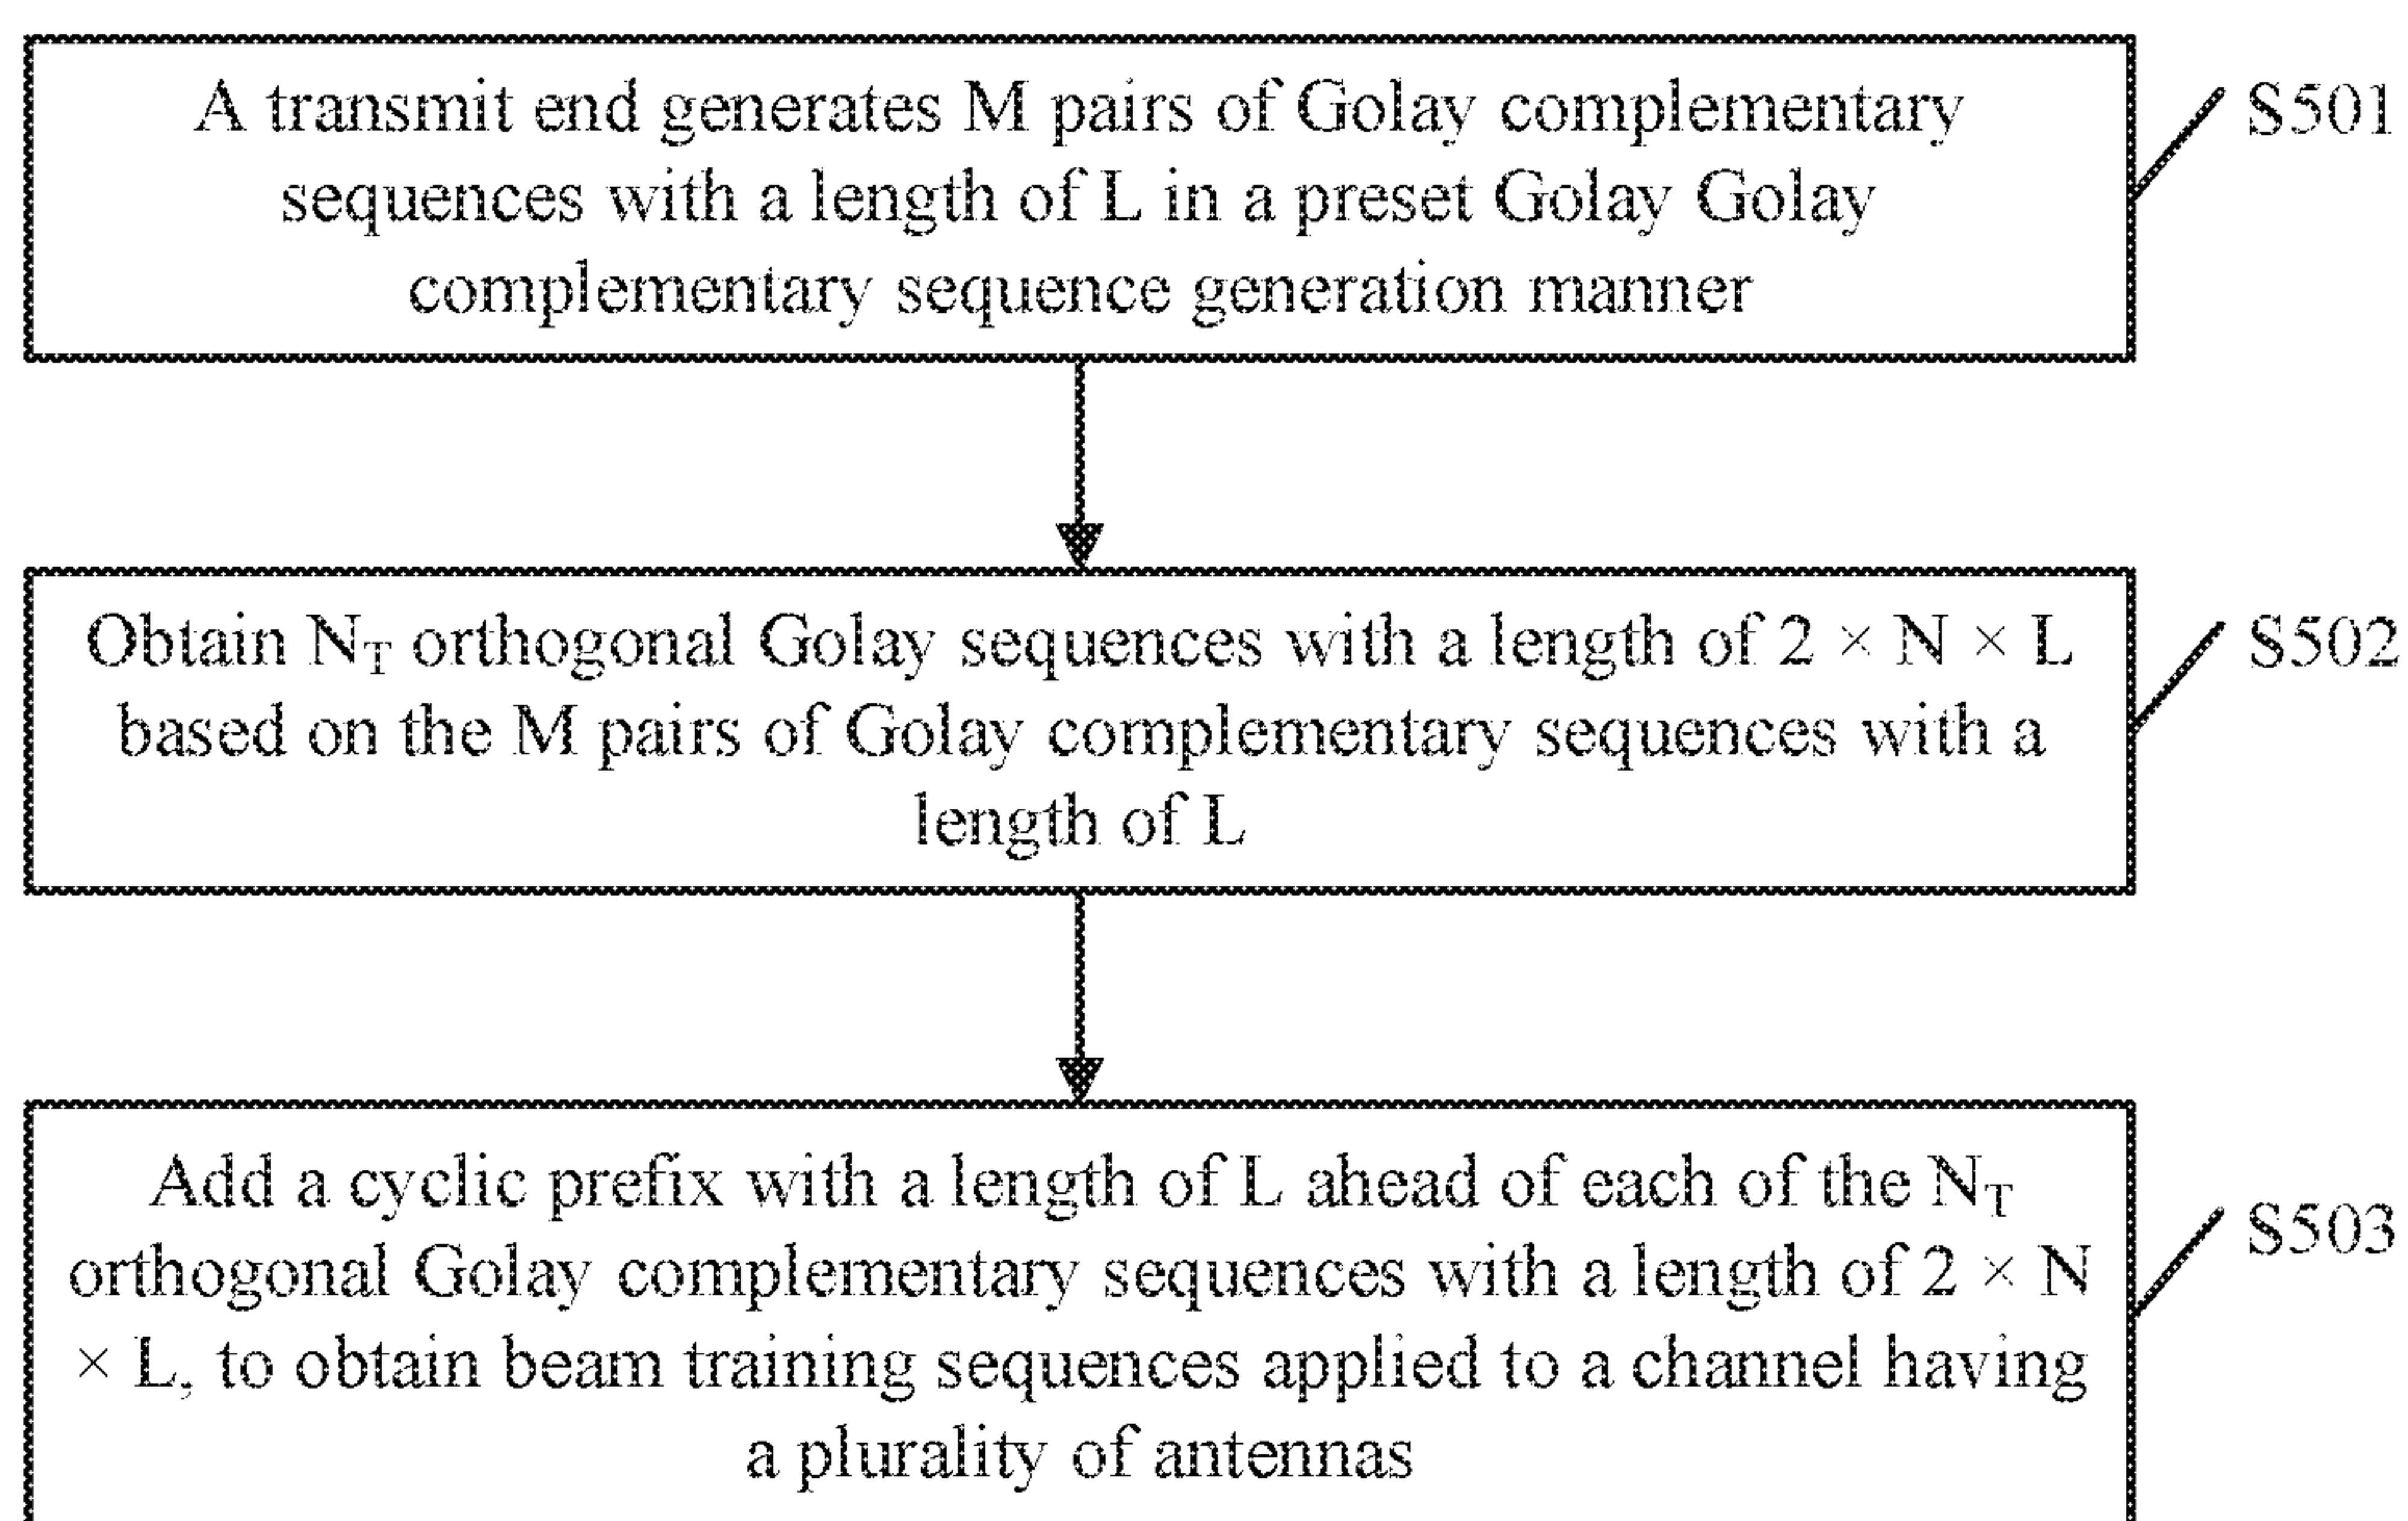 A transmit end generates M pairs of Golay complementary
sequences with a length of L in a preset Golay Golay
complementary sequence generation manner
S501
Obtain N_T orthogonal Golay sequences with a length of 2 × N × L
based on the M pairs of Golay complementary sequences with a
length of L
S502
Add a cyclic prefix with a length of L ahead of each of the N_T
orthogonal Golay complementary sequences with a length of 2 × N
× L, to obtain beam training sequences applied to a channel having
a plurality of antennas
S503